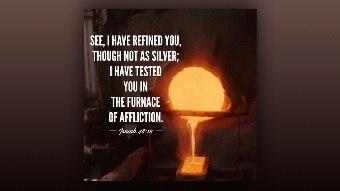 SEE, I HAVE REFINED YOU,
THOUGH NOT AS SILVER;
I HAVE TESTED
YOU IN
THE FURNACE
OF AFFLICTION.
Isaiah 48:10